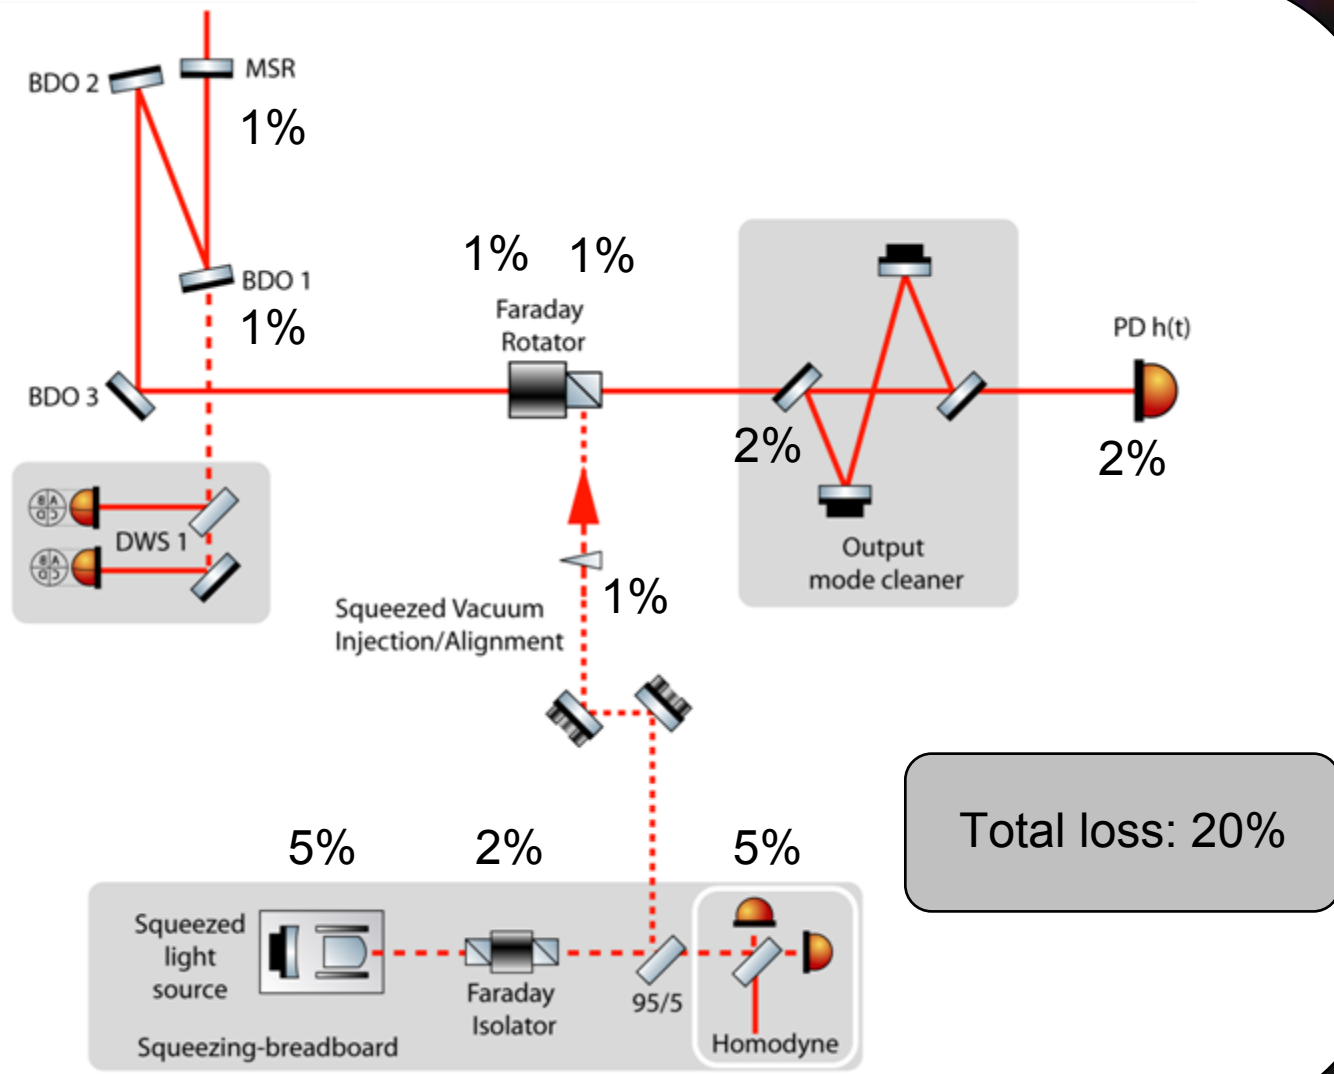 BDO 2
MSR
1%
BDO 1
1%
1% 1%
Faraday
Rotator
PD h(t)
BDO 3
2%
2%
DWS 1
Output
mode cleaner
Squeezed Vacuum
Injection/Alignment
1%
5%
2%
5%
Total loss: 20%
Squeezed
light
source
Faraday
Isolator
95/5
Homodyne
Squeezing-breadboard